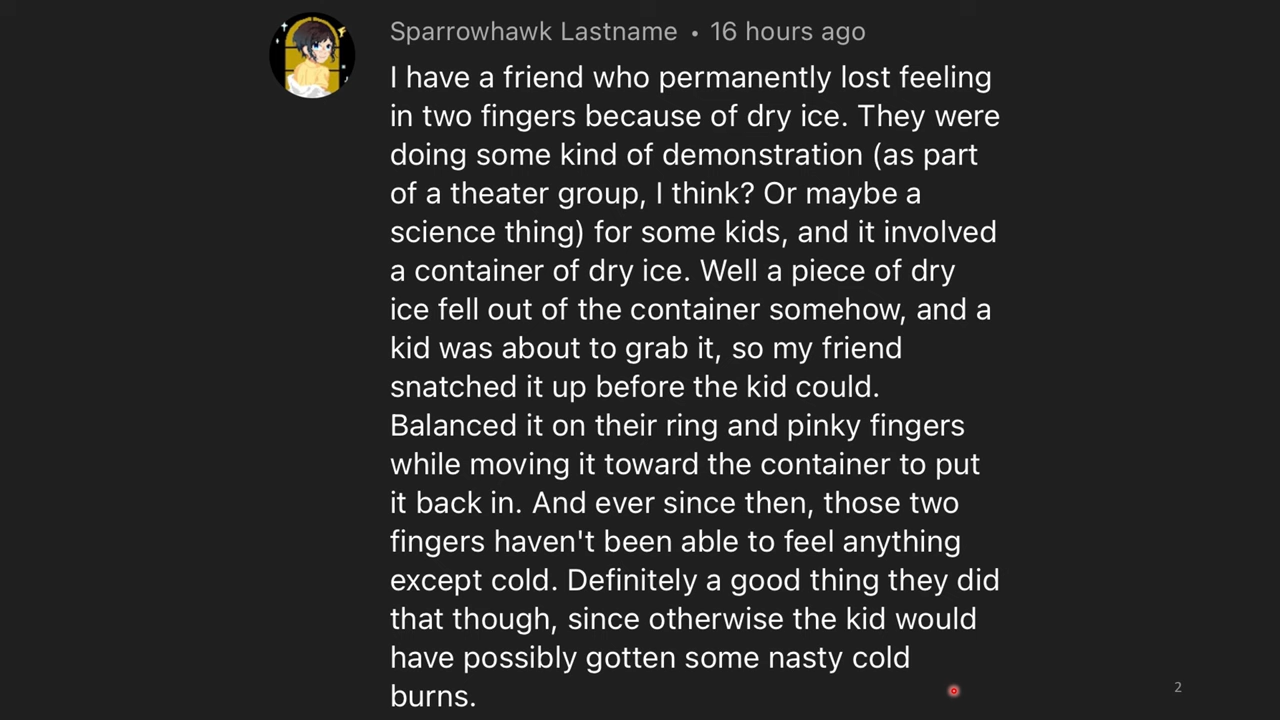 Sparrowhawk Lastname • 16 hours ago
I have a friend who permanently lost feeling
in two fingers because of dry ice. They were
doing some kind of demonstration (as part
of a theater group, I think? Or maybe a
science thing) for some kids, and it involved
a container of dry ice. Well a piece of dry
ice fell out of the container somehow, and a
kid was about to grab it, so my friend
snatched it up before the kid could.
Balanced it on their ring and pinky fingers
while moving it toward the container to put
it back in. And ever since then, those two
fingers haven't been able to feel anything
except cold. Definitely a good thing they did
that though, since otherwise the kid would
have possibly gotten some nasty cold
burns.
2